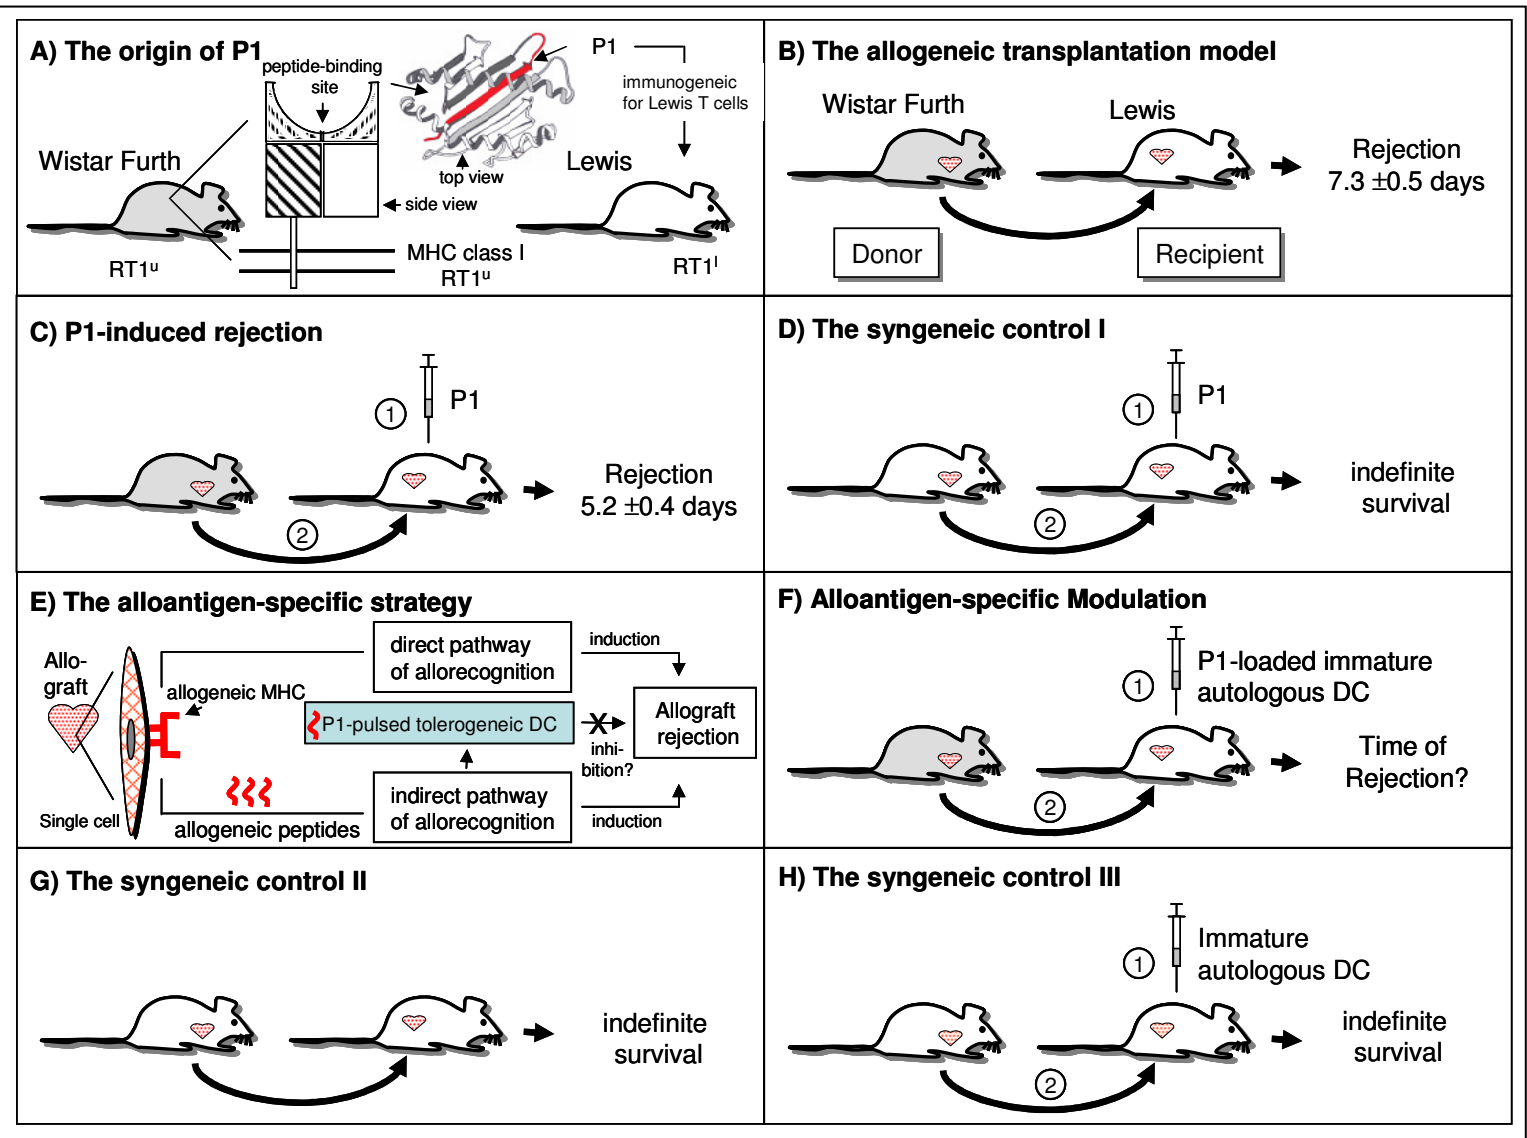 A) The origin of P1
peptide-binding
site
P1
immunogeneic
for Lewis T cells
Wistar Furth
Lewis
top view
side view
MHC class I
RT1ᵘ
RT1ᵘ
RT1ˡ
B) The allogeneic transplantation model
Wistar Furth
Lewis
Rejection
7.3 ±0.5 days
Donor
Recipient
C) P1-induced rejection
1
P1
Rejection
5.2 ±0.4 days
2
D) The syngeneic control I
1
P1
indefinite
survival
2
E) The alloantigen-specific strategy
Allo-
graft
allogeneic MHC
direct pathway
of allorecognition
induction
P1-pulsed tolerogeneic DC
X
inhi-
bition?
Allograft
rejection
Single cell
allogeneic peptides
indirect pathway
of allorecognition
induction
F) Alloantigen-specific Modulation
1
P1-loaded immature
autologous DC
Time of
Rejection?
2
G) The syngeneic control II
indefinite
survival
H) The syngeneic control III
1
Immature
autologous DC
indefinite
survival
2